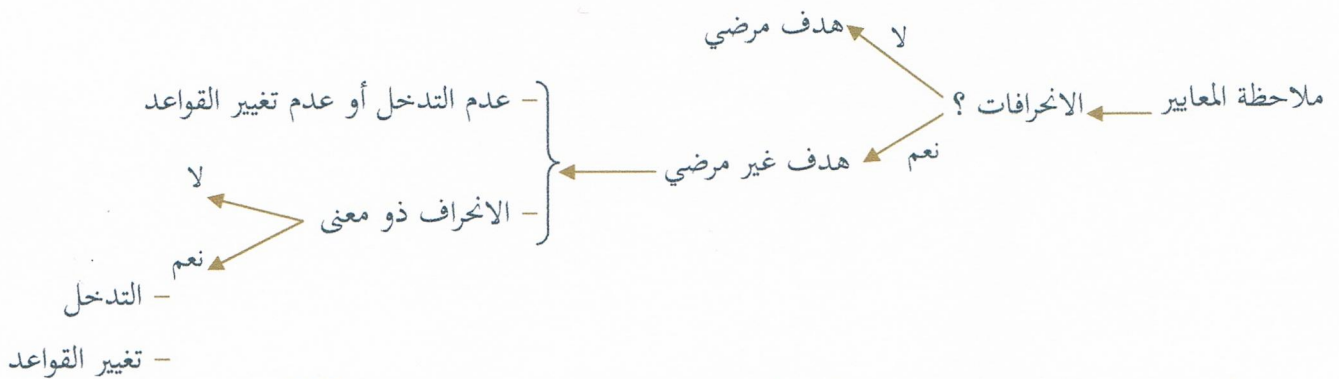 ملاحظة المعايير
الانحرافات ؟
لا
هدف مرضي
نعم
هدف غير مرضي
– عدم التدخل أو عدم تغيير القواعد
– الانحراف ذو معنى
لا
نعم
– التدخل
– تغيير القواعد